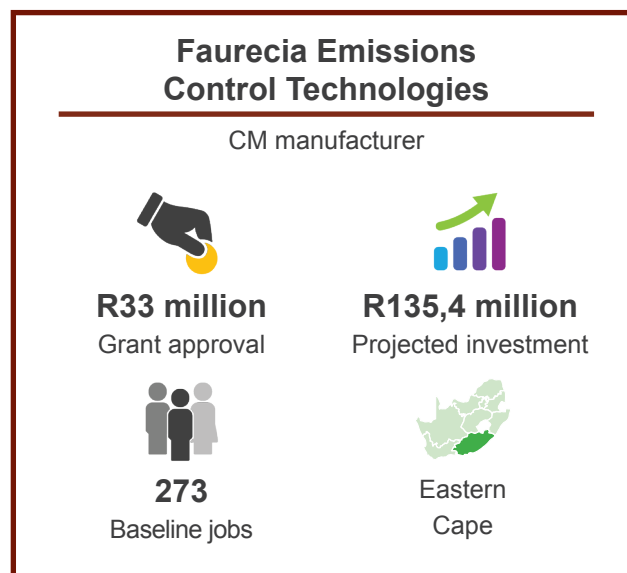 Faurecia Emissions
Control Technologies
CM manufacturer
R33 million
Grant approval
R135,4 million
Projected investment
273
Baseline jobs
Eastern
Cape